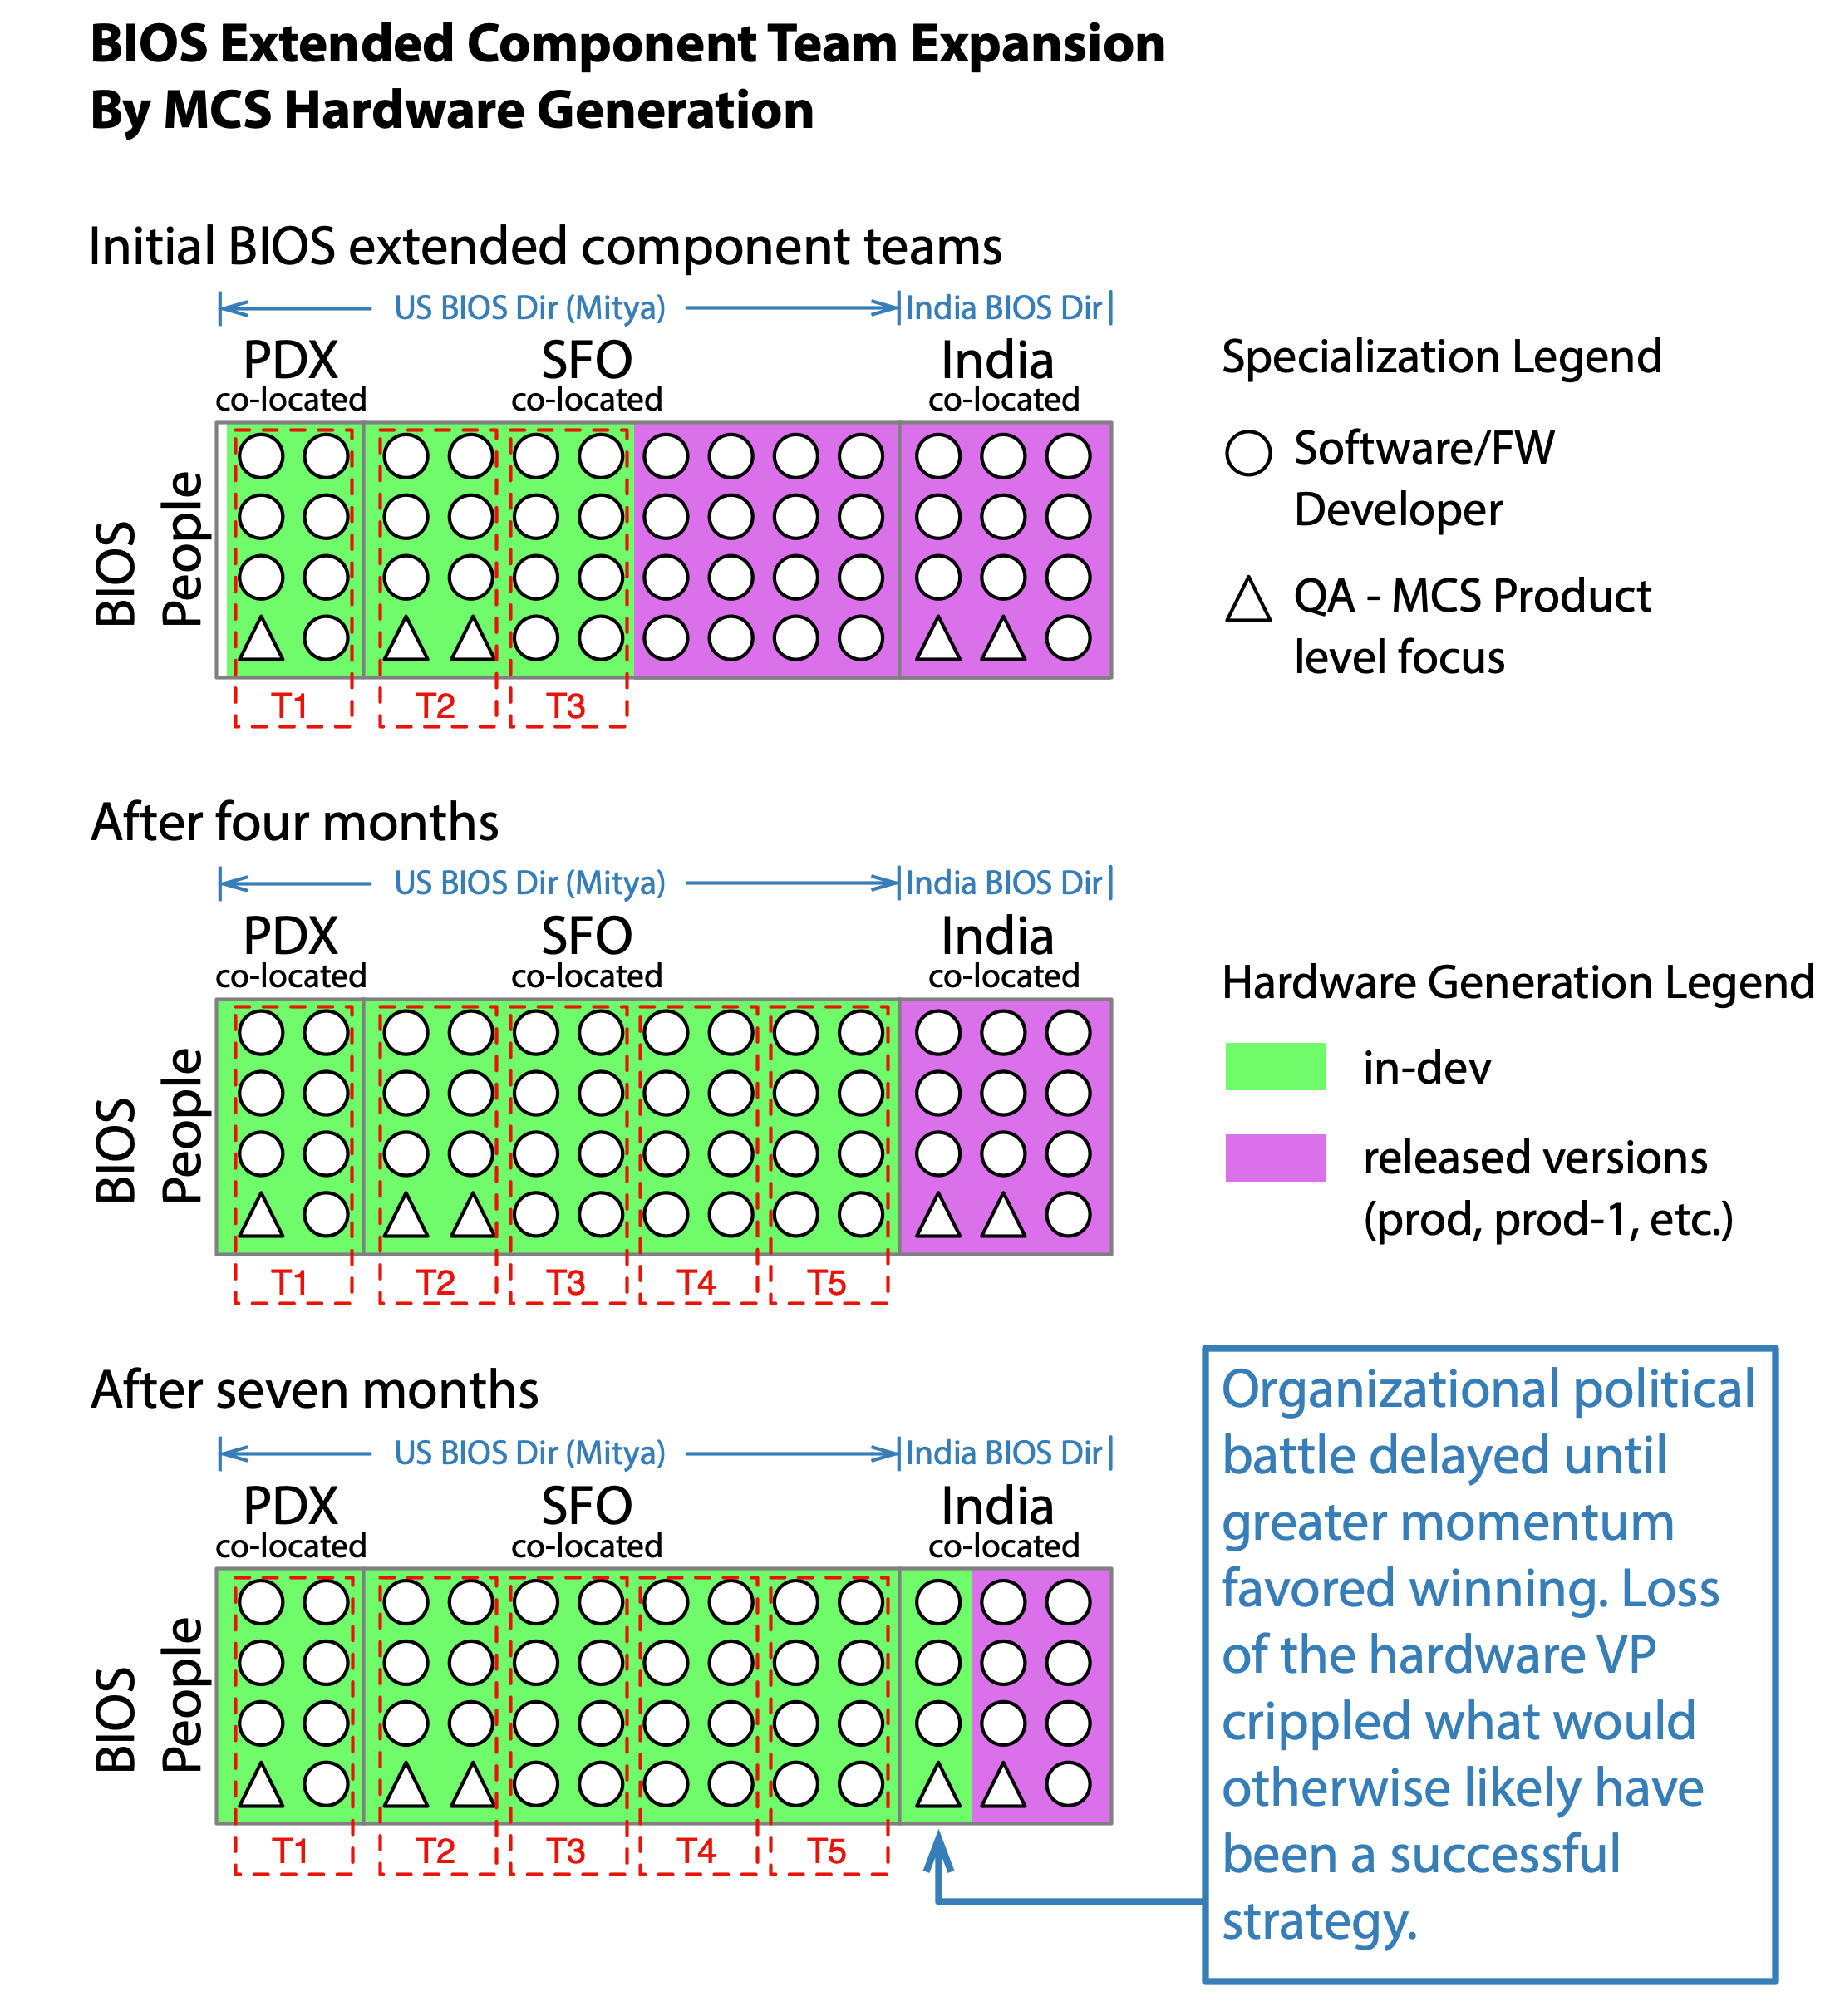 BIOS Extended Component Team Expansion
By MCS Hardware Generation
Initial BIOS extended component teams
US BIOS Dir (Mitya)
India BIOS Dir
PDX
co-located
SFO
co-located
India
co-located
BIOS
People
T1
T2
T3
Specialization Legend
Software/FW
Developer
QA - MCS Product
level focus
After four months
US BIOS Dir (Mitya)
India BIOS Dir
PDX
co-located
SFO
co-located
India
co-located
BIOS
People
T1
T2
T3
T4
T5
Hardware Generation Legend
in-dev
released versions
(prod, prod-1, etc.)
After seven months
US BIOS Dir (Mitya)
India BIOS Dir
PDX
co-located
SFO
co-located
India
co-located
BIOS
People
T1
T2
T3
T4
T5
Organizational political
battle delayed until
greater momentum
favored winning. Loss
of the hardware VP
crippled what would
otherwise likely have
been a successful
strategy.